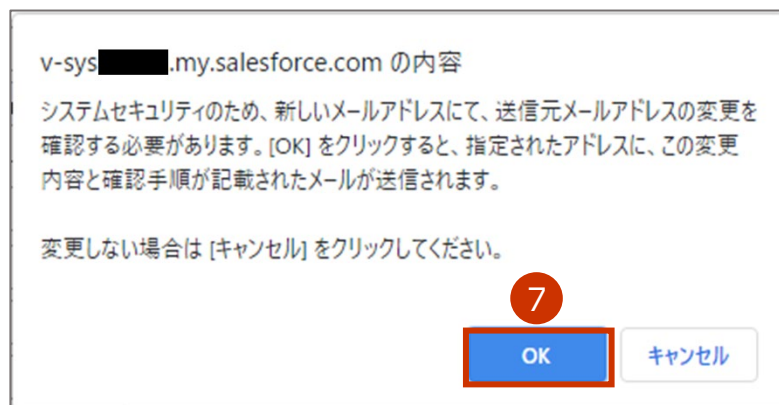 v-sys .my.salesforce.com の内容
システムセキュリティのため、新しいメールアドレスにて、送信元メールアドレスの変更を
確認する必要があります。[OK] をクリックすると、指定されたアドレスに、この変更
内容と確認手順が記載されたメールが送信されます。
変更しない場合は [キャンセル] をクリックしてください。
7
OK キャンセル